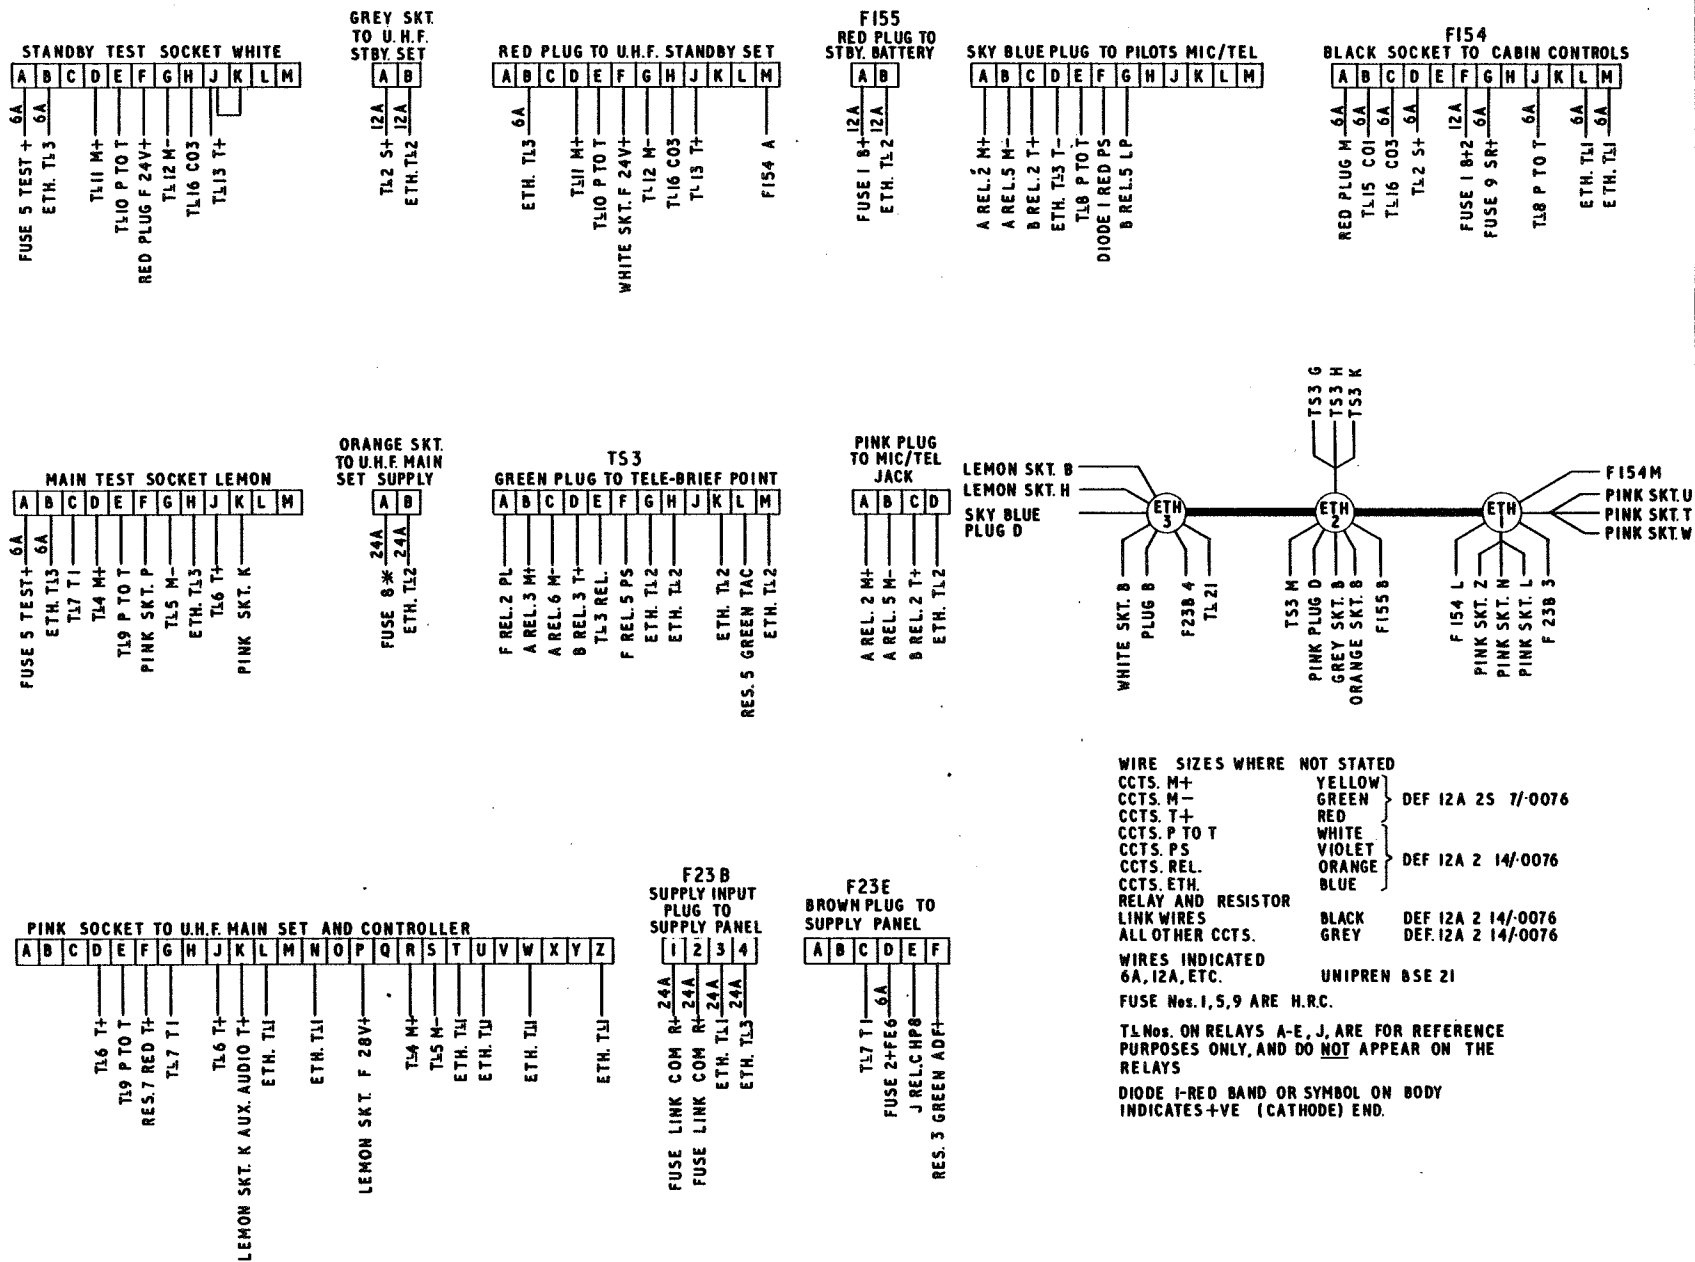 STANDBY TEST SOCKET WHITE
A B C D E F G H J K L M
6A
6A
FUSE 5 TEST +
ETH. TL3
TL11 M+
TL10 P TO T
RED PLUG F 24V+
TL12 M-
TL16 CO3
TL13 T+
GREY SKT.
TO U.H.F.
STBY. SET
A B
12A
12A
TL2 S+
ETH. TL2
RED PLUG TO U.H.F. STANDBY SET
A B C D E F G H J K L M
6A
ETH. TL3
TL11 M+
TL10 P TO T
WHITE SKT. F 24V+
TL12 M-
TL16 CO3
TL13 T+
F154 A
F155
RED PLUG TO
STBY. BATTERY
A B
12A
12A
FUSE 1 B+
ETH. TL2
SKY BLUE PLUG TO PILOTS MIC/TEL
A B C D E F G H J K L M
A REL.2 M+
A REL.5 M-
B REL.2 T+
ETH. TL3 T-
TL8 P TO T
DIODE 1 RED PS
B REL.5 LP
F154
BLACK SOCKET TO CABIN CONTROLS
A B C D E F G H J K L M
6A
6A
6A
6A
12A
6A
6A
6A
6A
RED PLUG M
TL15 CO1
TL16 CO3
TL2 S+
FUSE 1 B+2
FUSE 9 SR+
TL8 P TO T
ETH. TL1
ETH. TL1
MAIN TEST SOCKET LEMON
A B C D E F G H J K L M
6A
6A
FUSE 5 TEST+
ETH. TL3
TL7 T1
TL4 M+
TL9 P TO T
PINK SKT. P
TL5 M-
ETH. TL3
TL6 T+
PINK SKT. K
ORANGE SKT.
TO U.H.F. MAIN
SET SUPPLY
A B
24A
24A
FUSE 8*
ETH. TL2
TS3
GREEN PLUG TO TELE-BRIEF POINT
A B C D E F G H J K L M
F REL.2 PL
A REL.3 M+
A REL.6 M-
B REL.3 T+
TL3 REL.
F REL.5 PS
ETH. TL2
ETH. TL2
ETH. TL2
RES. 5 GREEN TAC
ETH. TL2
PINK PLUG
TO MIC/TEL
JACK
A B C D
A REL. 2 M+
A REL.5 M-
B REL.2 T+
ETH. TL2
TS3 G
TS3 H
TS3 K
LEMON SKT. B
LEMON SKT. H
SKY BLUE
PLUG D
ETH
3
ETH
2
ETH
1
F154M
PINK SKT.U
PINK SKT.T
PINK SKT.W
WHITE SKT. B
PLUG B
F23B 4
TL 21
TS3 M
PINK PLUG D
GREY SKT. B
ORANGE SKT. B
F155 B
F 154 L
PINK SKT. Z
PINK SKT. N
PINK SKT. L
F 23B 3
WIRE SIZES WHERE NOT STATED
CCTS. M+ YELLOW
CCTS. M- GREEN DEF 12A 2S 7/.0076
CCTS. T+ RED
CCTS. P TO T WHITE
CCTS. PS VIOLET
CCTS. REL. ORANGE DEF 12A 2 14/.0076
CCTS. ETH. BLUE
RELAY AND RESISTOR
LINK WIRES BLACK DEF 12A 2 14/.0076
ALL OTHER CCTS. GREY DEF. 12A 2 14/.0076
WIRES INDICATED
6A, 12A, ETC. UNIPREN BSE 21
FUSE Nos. 1, 5, 9 ARE H.R.C.
TL Nos. ON RELAYS A-E, J, ARE FOR REFERENCE
PURPOSES ONLY, AND DO NOT APPEAR ON THE
RELAYS
DIODE 1-RED BAND OR SYMBOL ON BODY
INDICATES +VE (CATHODE) END.
PINK SOCKET TO U.H.F. MAIN SET AND CONTROLLER
A B C D E F G H J K L M N O P Q R S T U V W X Y Z
TL6 T+
TL9 P TO T
RES.7 RED T+
TL7 T1
TL6 T+
LEMON SKT. K AUX. AUDIO T+
ETH. TL1
ETH. TL1
LEMON SKT. F 28V+
TL4 M+
TL5 M-
ETH. TL1
ETH. TL1
ETH. TL1
ETH. TL1
F23B
SUPPLY INPUT
PLUG TO
SUPPLY PANEL
1 2 3 4
24A
24A
24A
24A
FUSE LINK COM R+
FUSE LINK COM R+
ETH. TL1
ETH. TL3
F23E
BROWN PLUG TO
SUPPLY PANEL
A B C D E F
6A
TL7 T1
FUSE 2+FE6
J REL.C HP8
RES. 3 GREEN ADF+